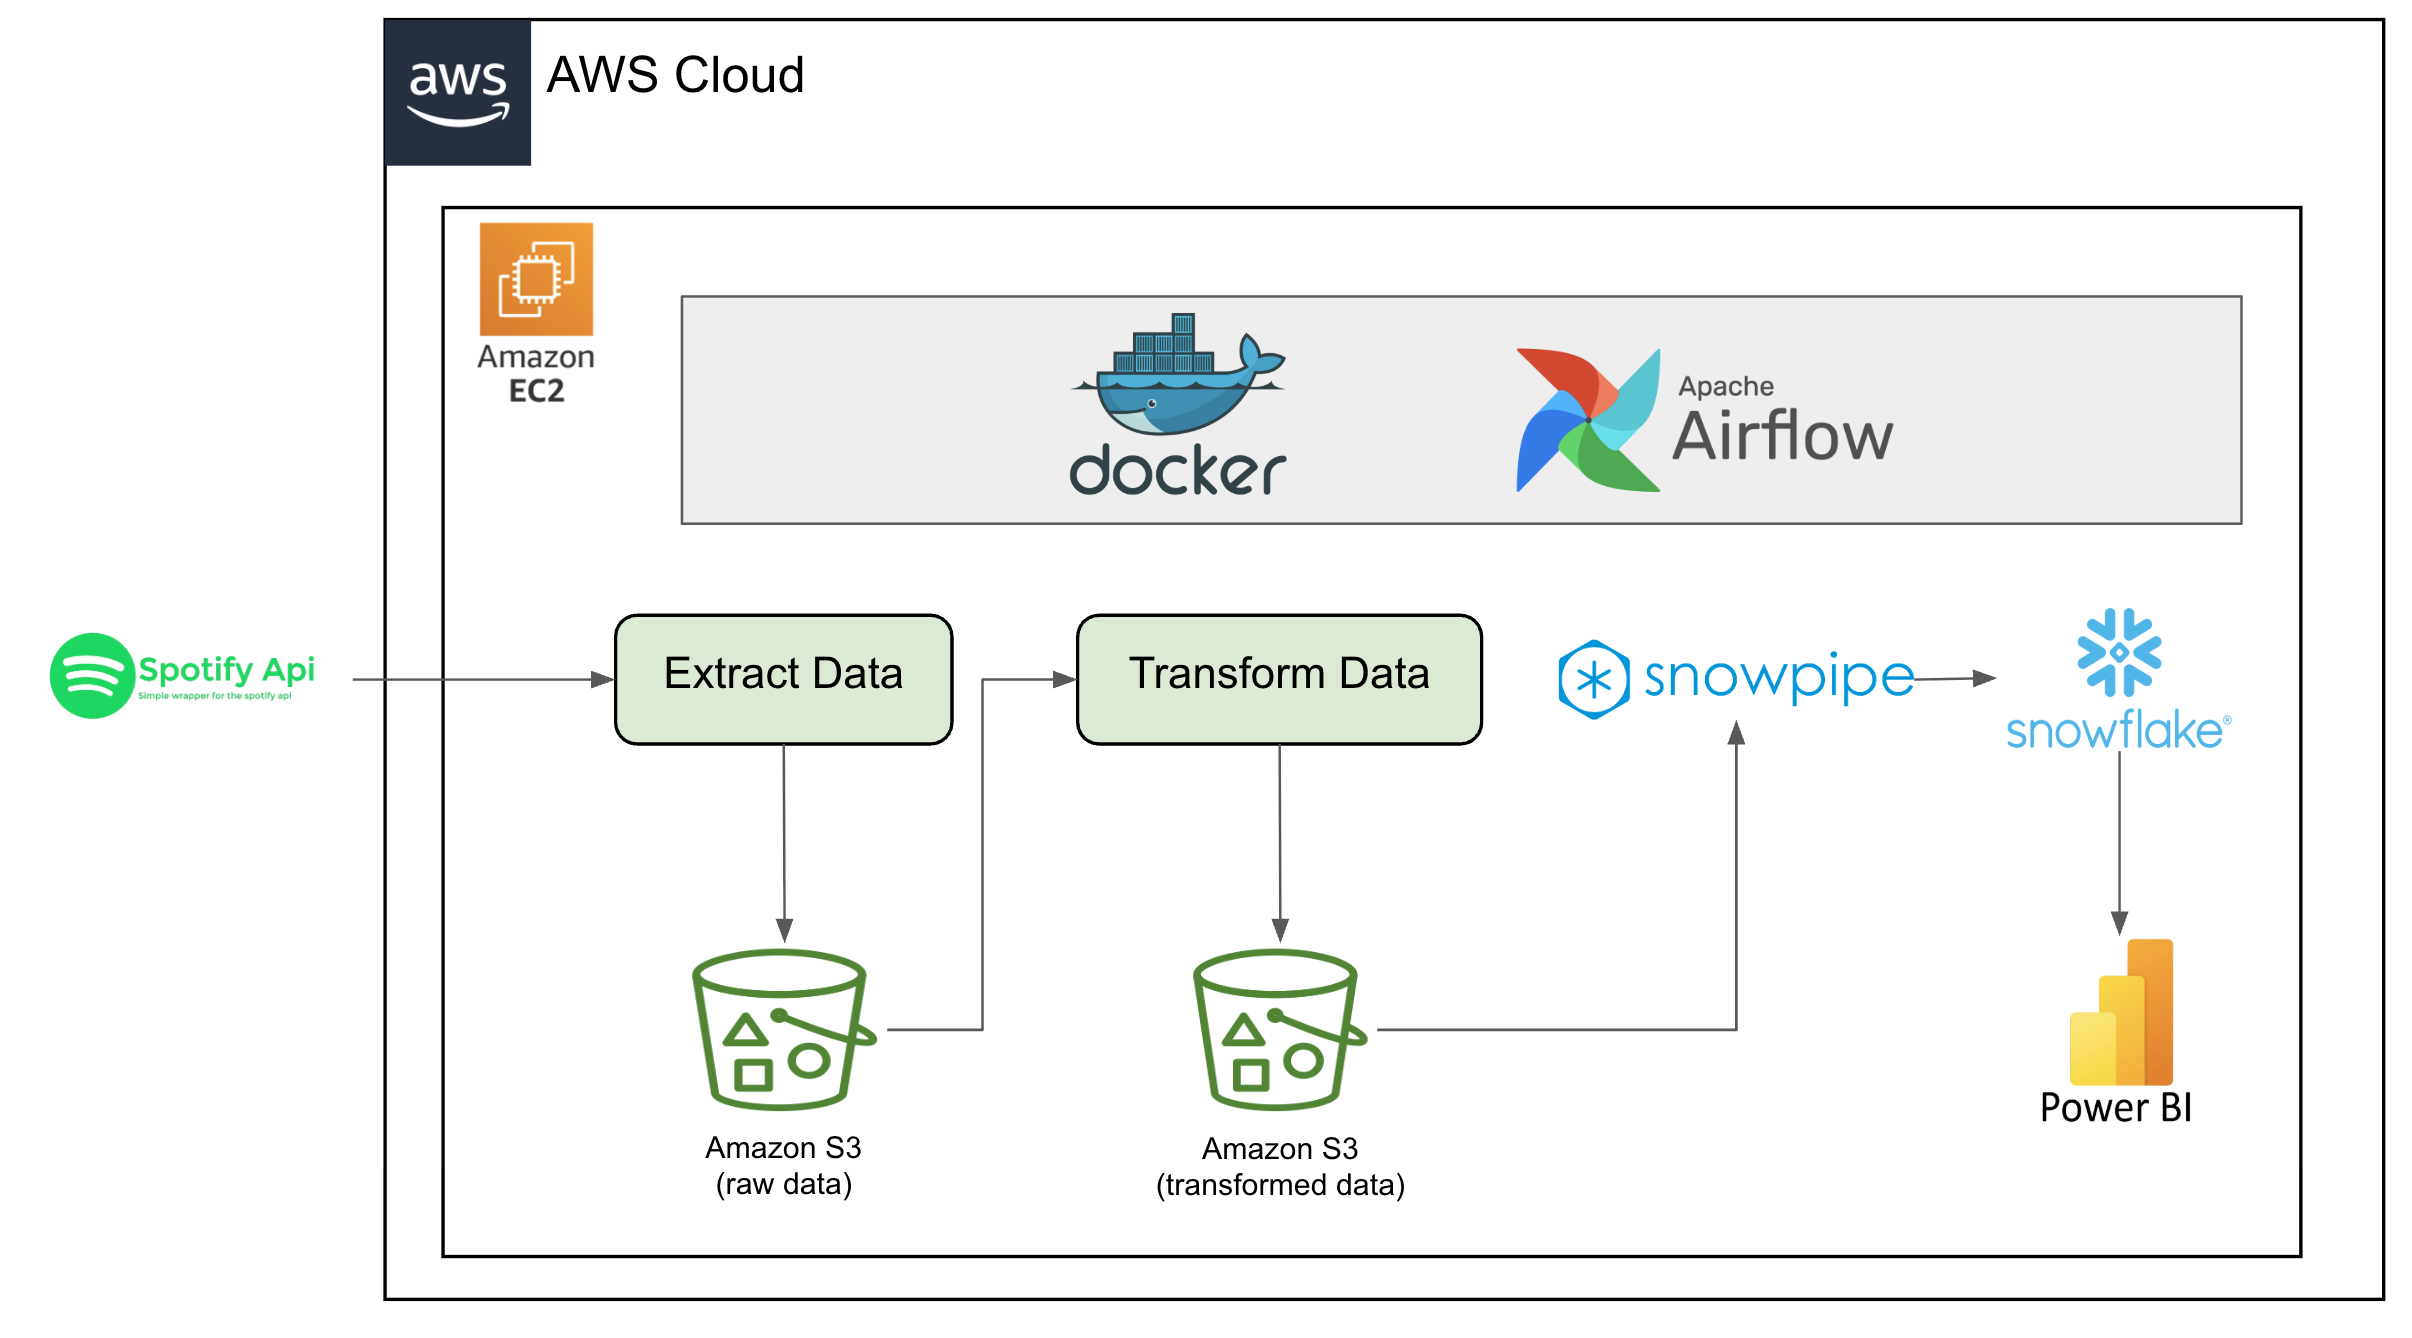 aws
AWS Cloud
Amazon
EC2
docker
Apache
Airflow
Spotify Api
Simple wrapper for the spotify api
Extract Data
Transform Data
snowpipe
snowflake®
Amazon S3
(raw data)
Amazon S3
(transformed data)
Power BI